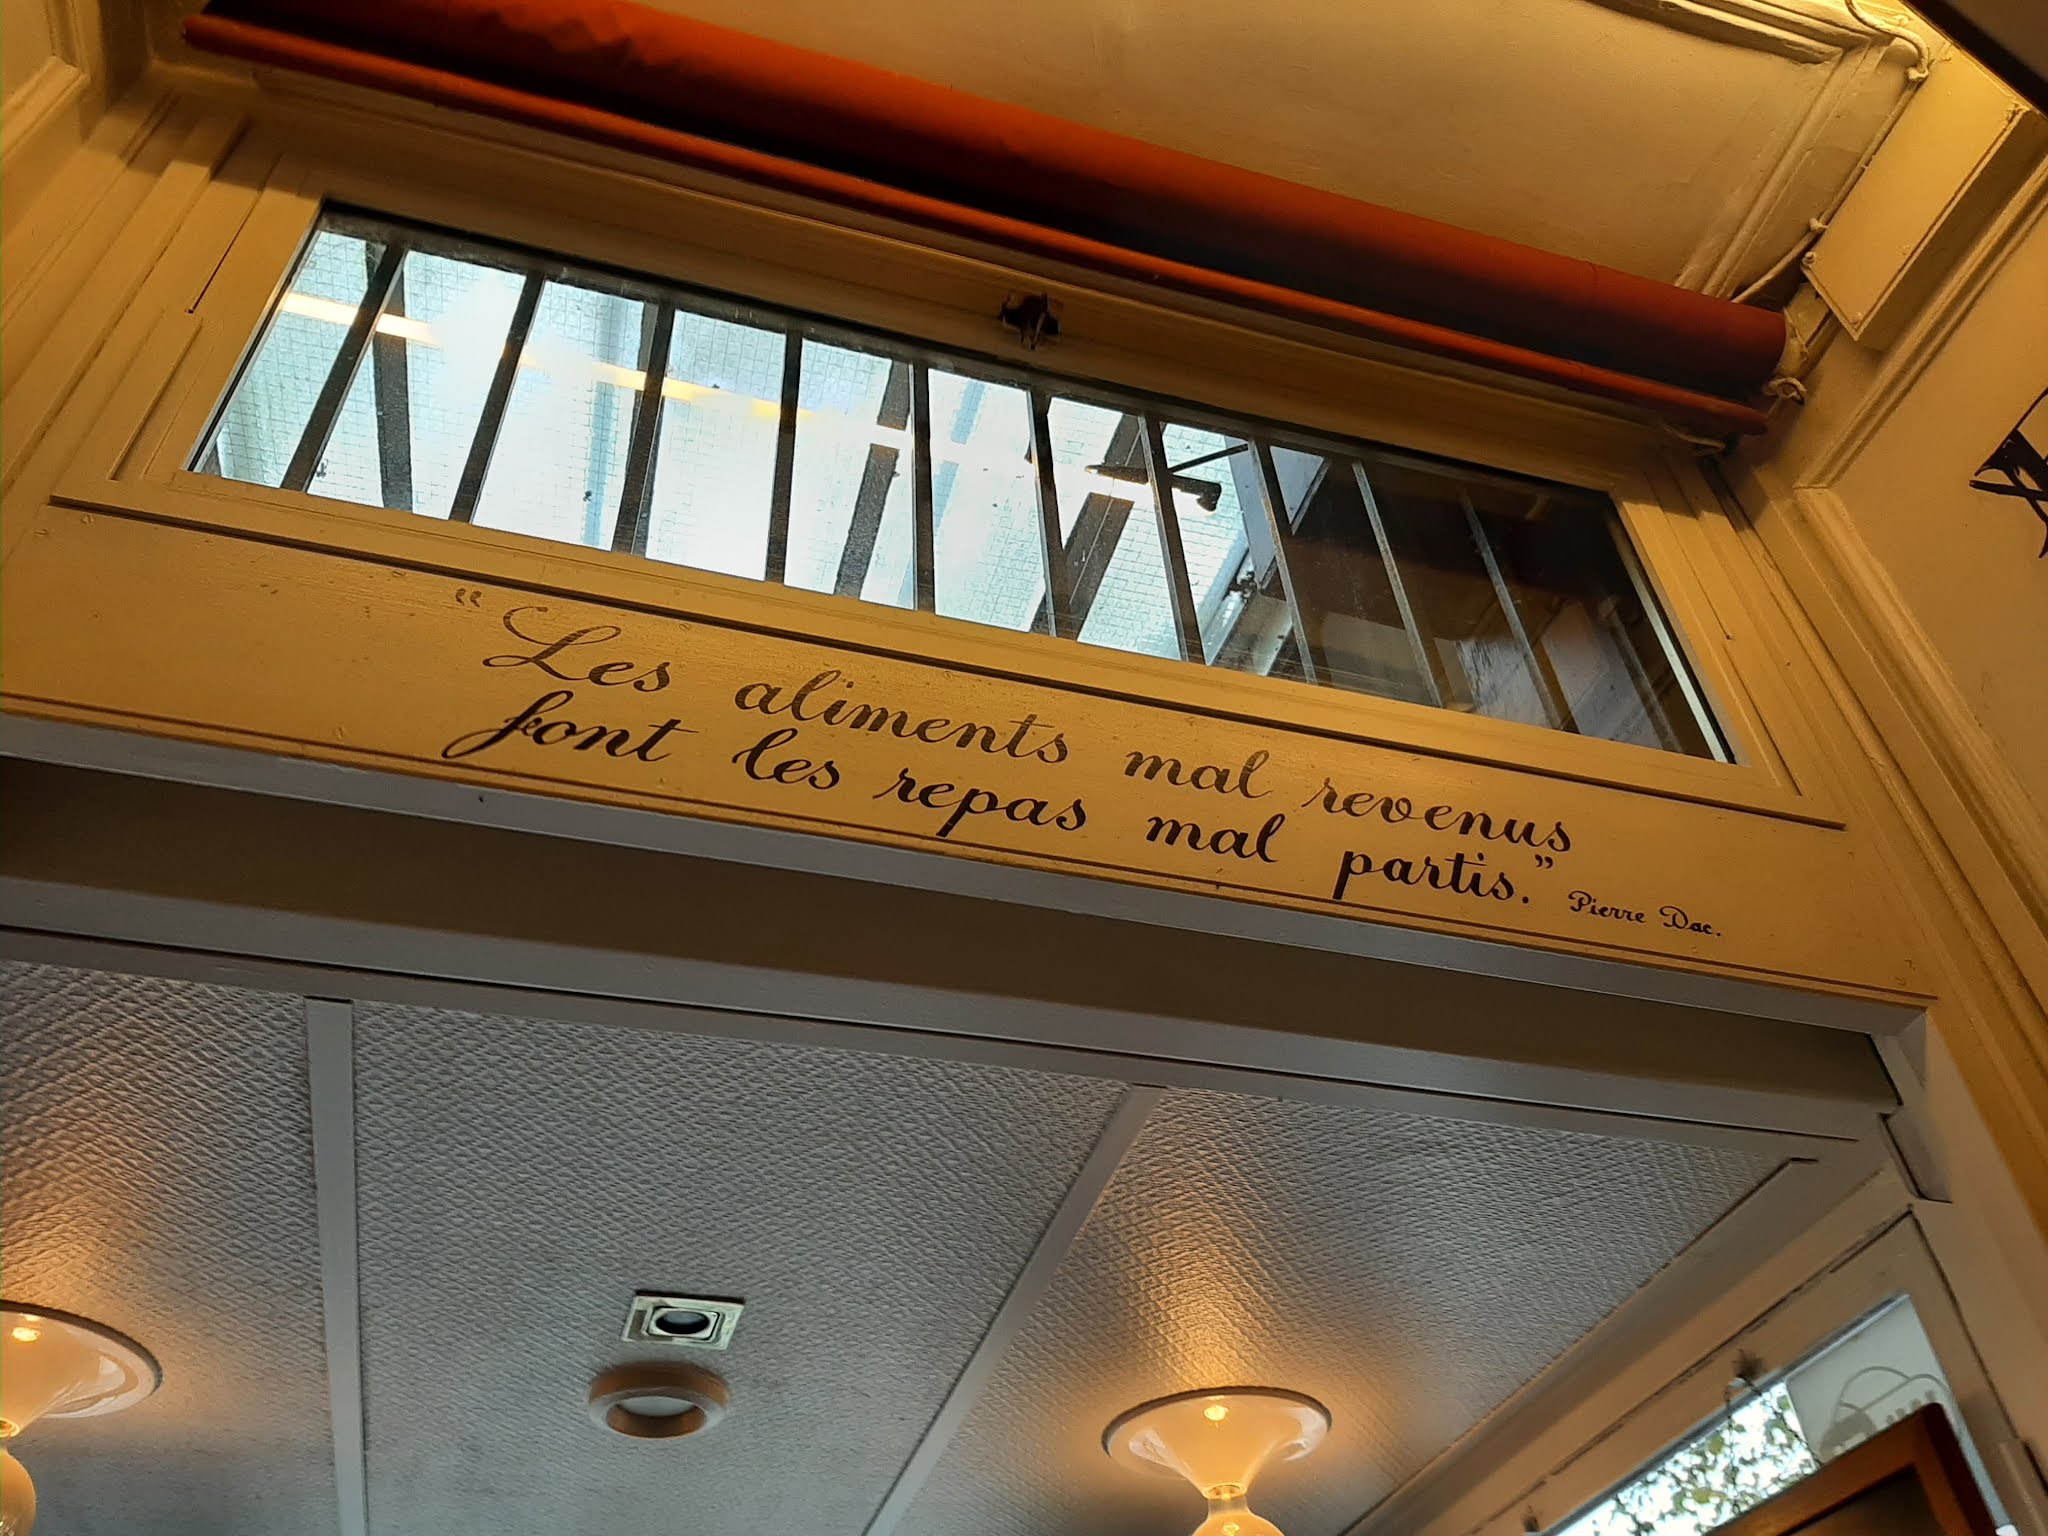 “Les aliments mal revenus
font les repas mal partis.”
Pierre Dac.